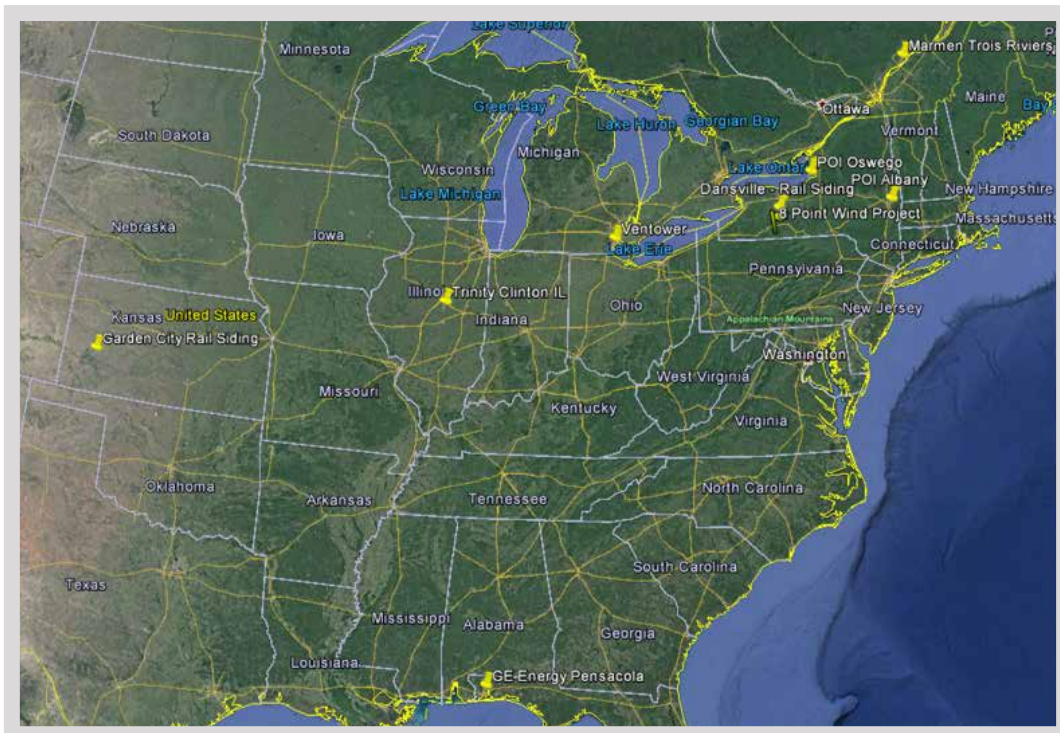 Lake Superior
Minnesota
Marmen Trois Riviers
Green Bay
Ottawa
Maine
Bay
Lake Huron
Georgian Bay
South Dakota
Vermont
Michigan
Wisconsin
Lake Ontar
POI Oswego
POI Albany
Lake Michigan
Dansville - Rail Siding
New Hampshire
8 Point Wind Project
Massachusetts
Nebraska
Iowa
Ventower
Lake Erie
Connecticut
Pennsylvania
Illino
Trinity Clinton IL
Ohio
New Jersey
Kansas
United States
Indiana
Appalachian Mountains
Garden City Rail Siding
Washington
West Virginia
Missouri
Kentucky
Virginia
Oklahoma
Arkansas
Tennessee
North Carolina
Texas
South Carolina
Mississippi
Alabama
Georgia
Louisiana
GE Energy Pensacola